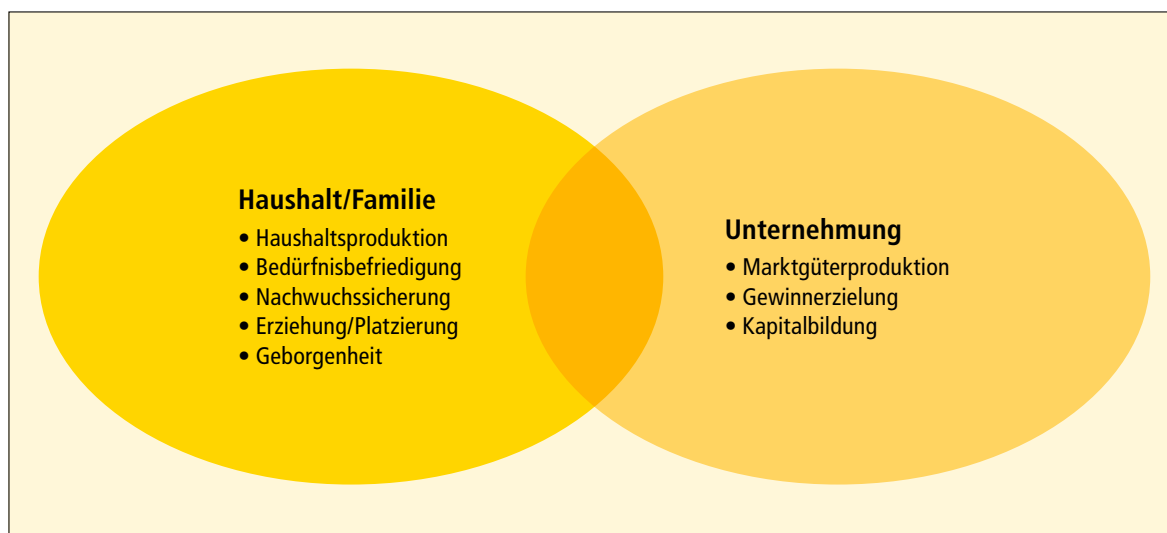 Haushalt/Familie
• Haushaltsproduktion
• Bedürfnisbefriedigung
• Nachwuchssicherung
• Erziehung/Platzierung
• Geborgenheit
Unternehmung
• Marktgüterproduktion
• Gewinnerzielung
• Kapitalbildung